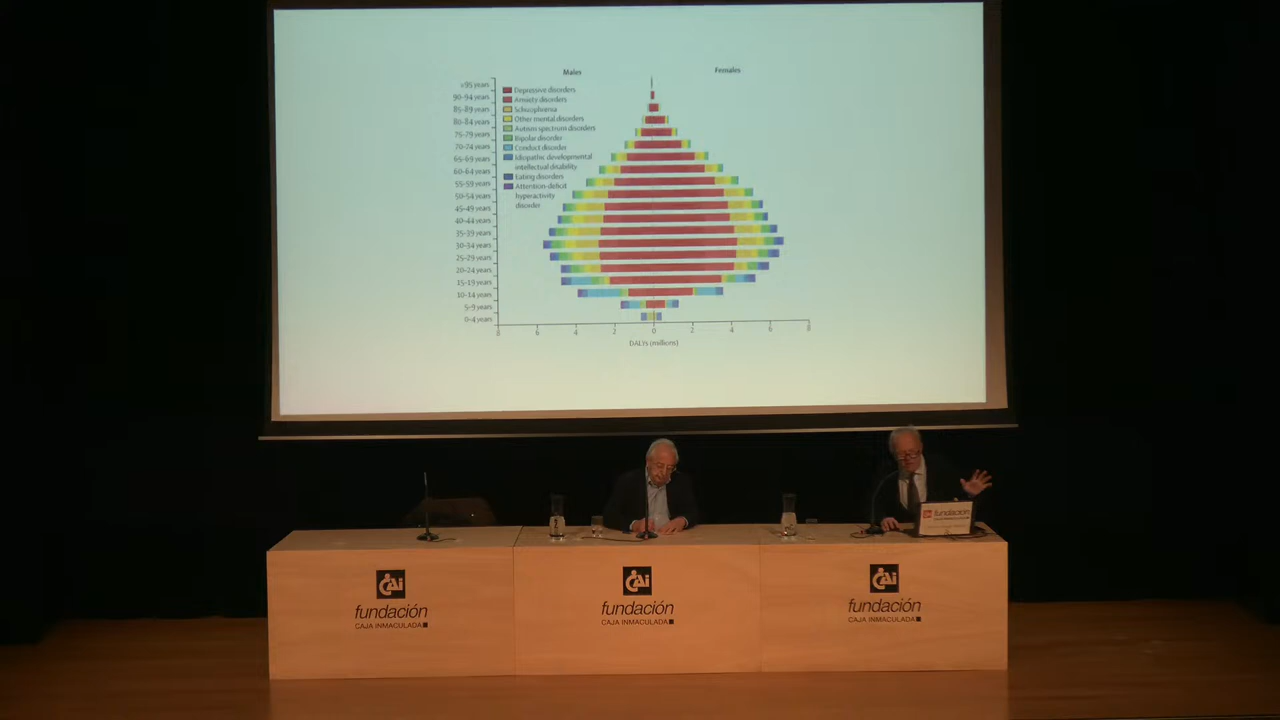 Males
Females
>95 years
90-94 years
85-89 years
80-84 years
75-79 years
70-74 years
65-69 years
60-64 years
55-59 years
50-54 years
45-49 years
40-44 years
35-39 years
30-34 years
25-29 years
20-24 years
15-19 years
10-14 years
5-9 years
0-4 years
Depressive disorders
Anxiety disorders
Schizophrenia
Other mental disorders
Autism spectrum disorders
Bipolar disorder
Conduct disorder
Idiopathic developmental
intellectual disability
Eating disorders
Attention-deficit
hyperactivity
disorder
8 6 4 2 0 2 4 6 8
DALYs (millions)
fundación
CAi
fundación
CAJA INMACULADA
CAi
fundación
CAJA INMACULADA
CAi
fundación
CAJA INMACULADA